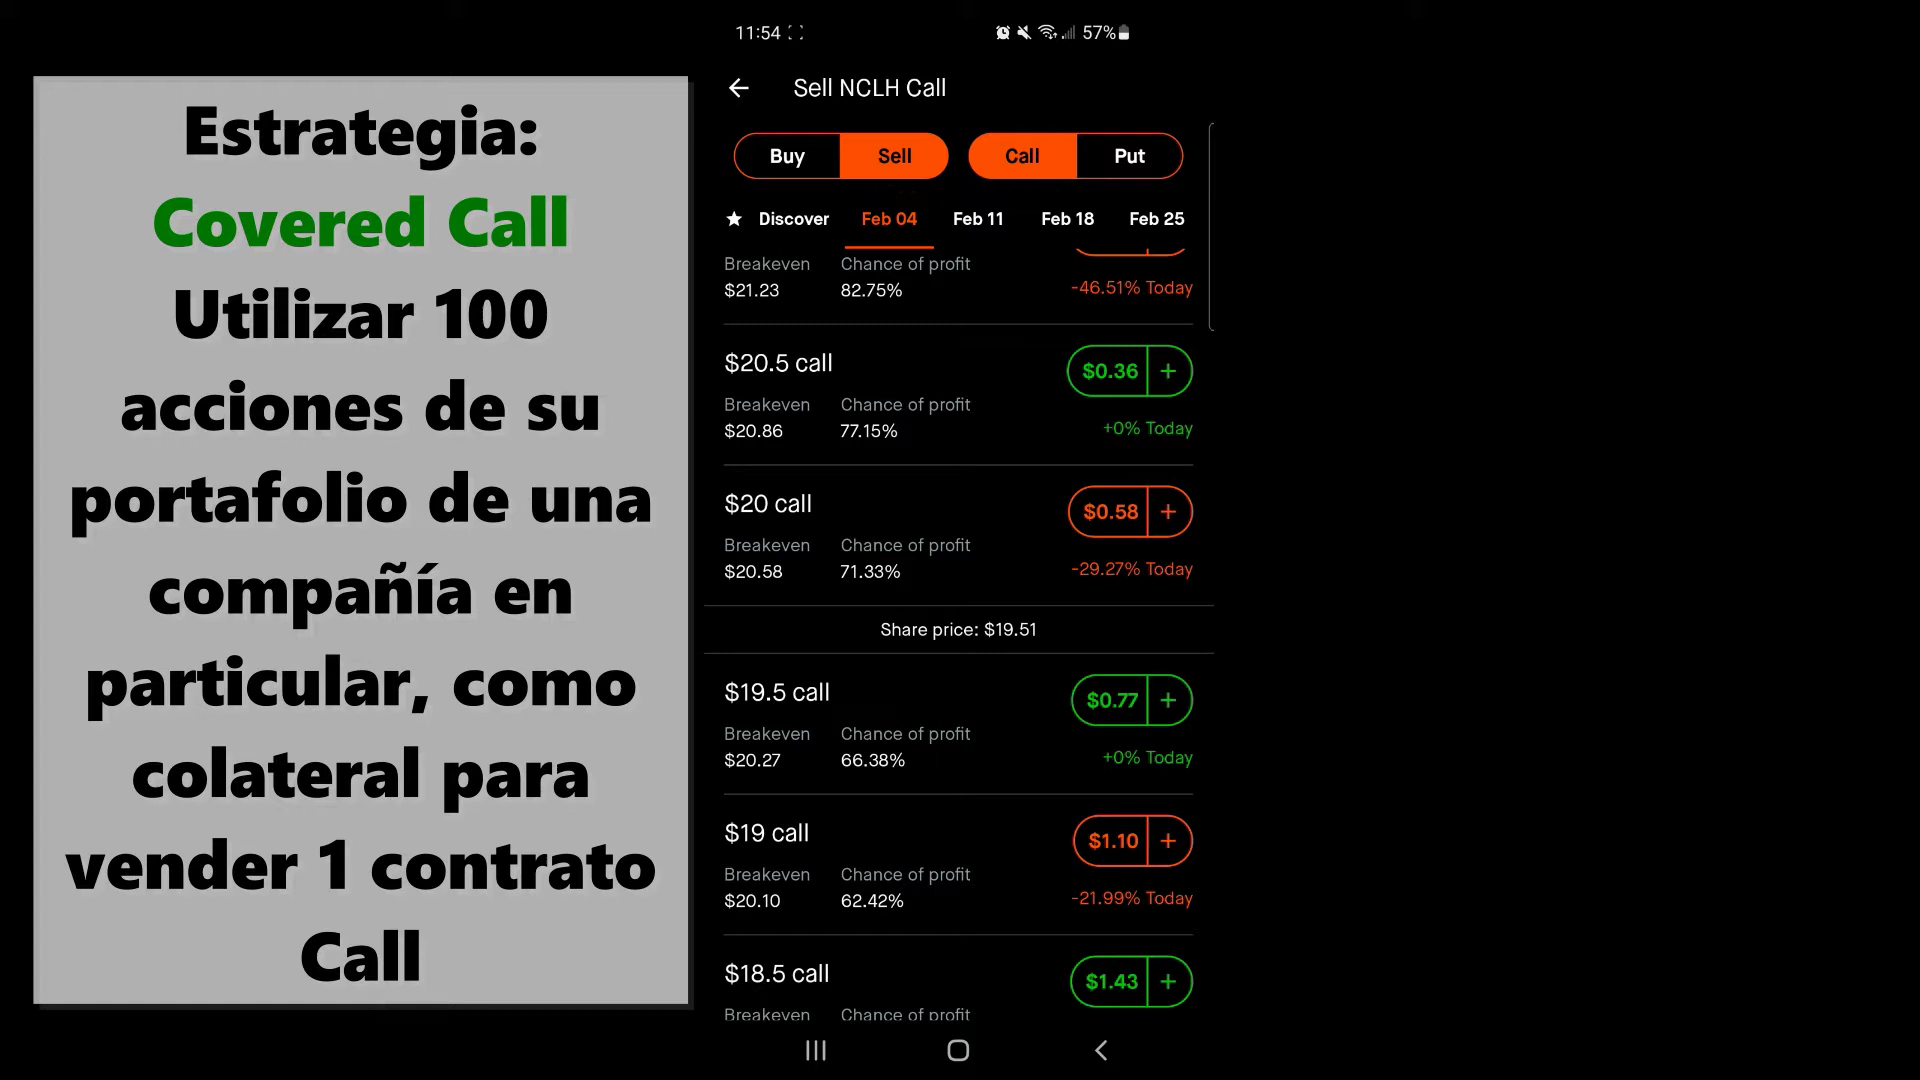 Estrategia:
Covered Call
Utilizar 100
acciones de su
portafolio de una
compañía en
particular, como
colateral para
vender 1 contrato
Call
11:54
57%
Sell NCLH Call
Buy Sell Call Put
Discover Feb 04 Feb 11 Feb 18 Feb 25
Breakeven Chance of profit
$21.23 82.75% -46.51% Today
$20.5 call $0.36 +
Breakeven Chance of profit
$20.86 77.15% +0% Today
$20 call $0.58 +
Breakeven Chance of profit
$20.58 71.33% -29.27% Today
Share price: $19.51
$19.5 call $0.77 +
Breakeven Chance of profit
$20.27 66.38% +0% Today
$19 call $1.10 +
Breakeven Chance of profit
$20.10 62.42% -21.99% Today
$18.5 call $1.43 +
Breakeven Chance of profit